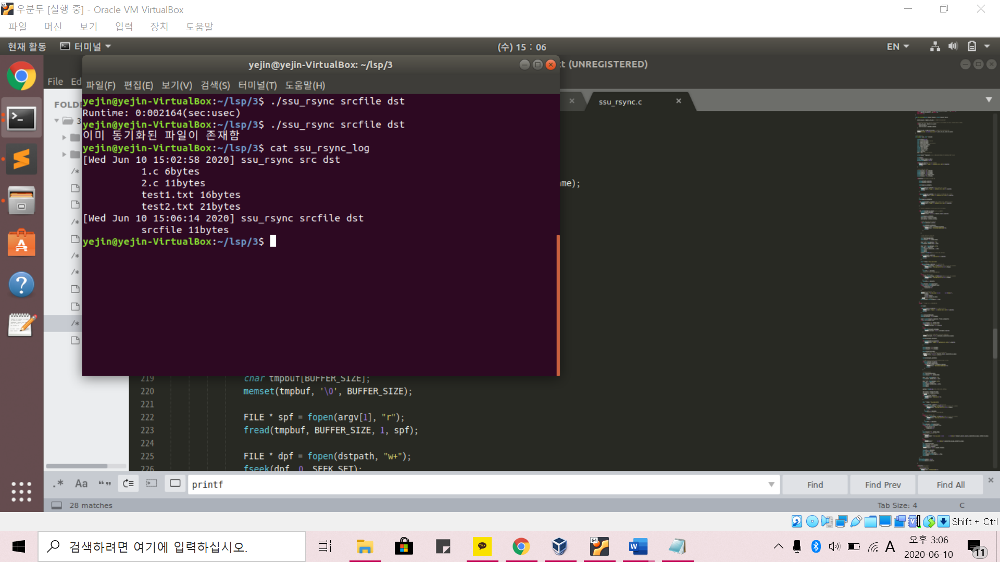 우분투 [실행 중] - Oracle VM VirtualBox
파일 머신 보기 입력 장치 도움말
현재 활동 터미널 (수) 15 : 06 EN
yejin@yejin-VirtualBox: ~/lsp/3
(UNREGISTERED)
File Ed
파일(F) 편집(E) 보기(V) 검색(S) 터미널(T) 도움말(H)
ssu_rsync.c
yejin@yejin-VirtualBox:~/lsp/3$ ./ssu_rsync srcfile dst
Runtime: 0:002164(sec:usec)
yejin@yejin-VirtualBox:~/lsp/3$ ./ssu_rsync srcfile dst
이미 동기화된 파일이 존재함
yejin@yejin-VirtualBox:~/lsp/3$ cat ssu_rsync_log
[Wed Jun 10 15:02:58 2020] ssu_rsync src dst
1.c 6bytes
2.c 11bytes
test1.txt 16bytes
test2.txt 21bytes
[Wed Jun 10 15:06:14 2020] ssu_rsync srcfile dst
srcfile 11bytes
yejin@yejin-VirtualBox:~/lsp/3$
FOLD
3
/*
/*
/*
/*
/*
me);
219 char tmpbuf[BUFFER_SIZE];
220 memset(tmpbuf, '\0', BUFFER_SIZE);
221
222 FILE * spf = fopen(argv[1], "r");
223 fread(tmpbuf, BUFFER_SIZE, 1, spf);
224
225 FILE * dpf = fopen(dstpath, "w+");
226 fseek(dpf, 0, SEEK_SET);
.* Aa “” printf Find Find Prev Find All
28 matches Tab Size: 4 C
Shift + Ctrl
검색하려면 여기에 입력하십시오.
TALK
64
W
A
오후 3:06
2020-06-10
11